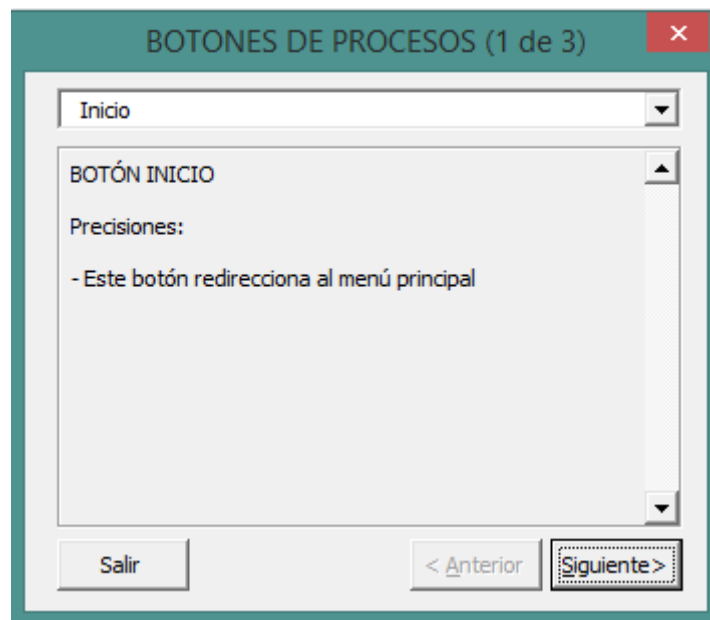 BOTONES DE PROCESOS (1 de 3)
Inicio
BOTÓN INICIO
Precisiones:
- Este botón redirecciona al menú principal
Salir
< Anterior
Siguiente >